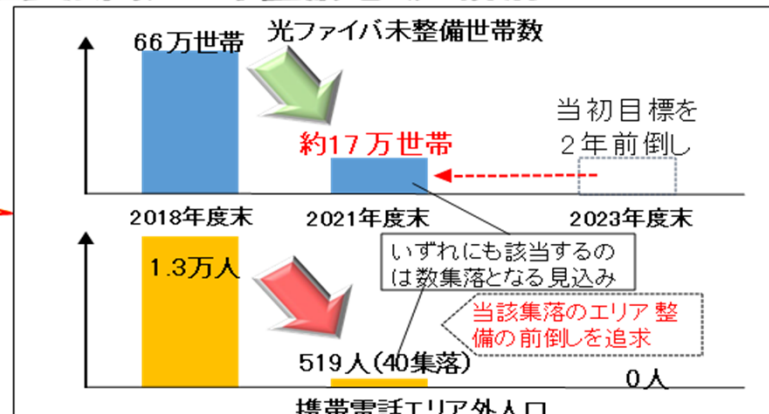 光ファイバ未整備世帯数
66万世帯
約17万世帯
当初目標を
2年前倒し
2018年度末
2021年度末
2023年度末
1.3万人
いずれにも該当するの
は数集落となる見込み
当該集落のエリア整
備の前倒しを追求
519人(40集落)
0人
携帯電話エリア外人口